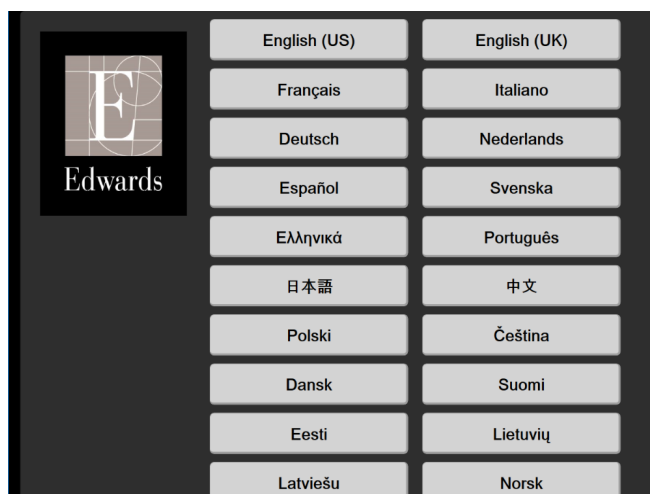 E
Edwards
English (US)
English (UK)
Français
Italiano
Deutsch
Nederlands
Español
Svenska
Ελληνικά
Português
日本語
中文
Polski
Čeština
Dansk
Suomi
Eesti
Lietuvių
Latviešu
Norsk